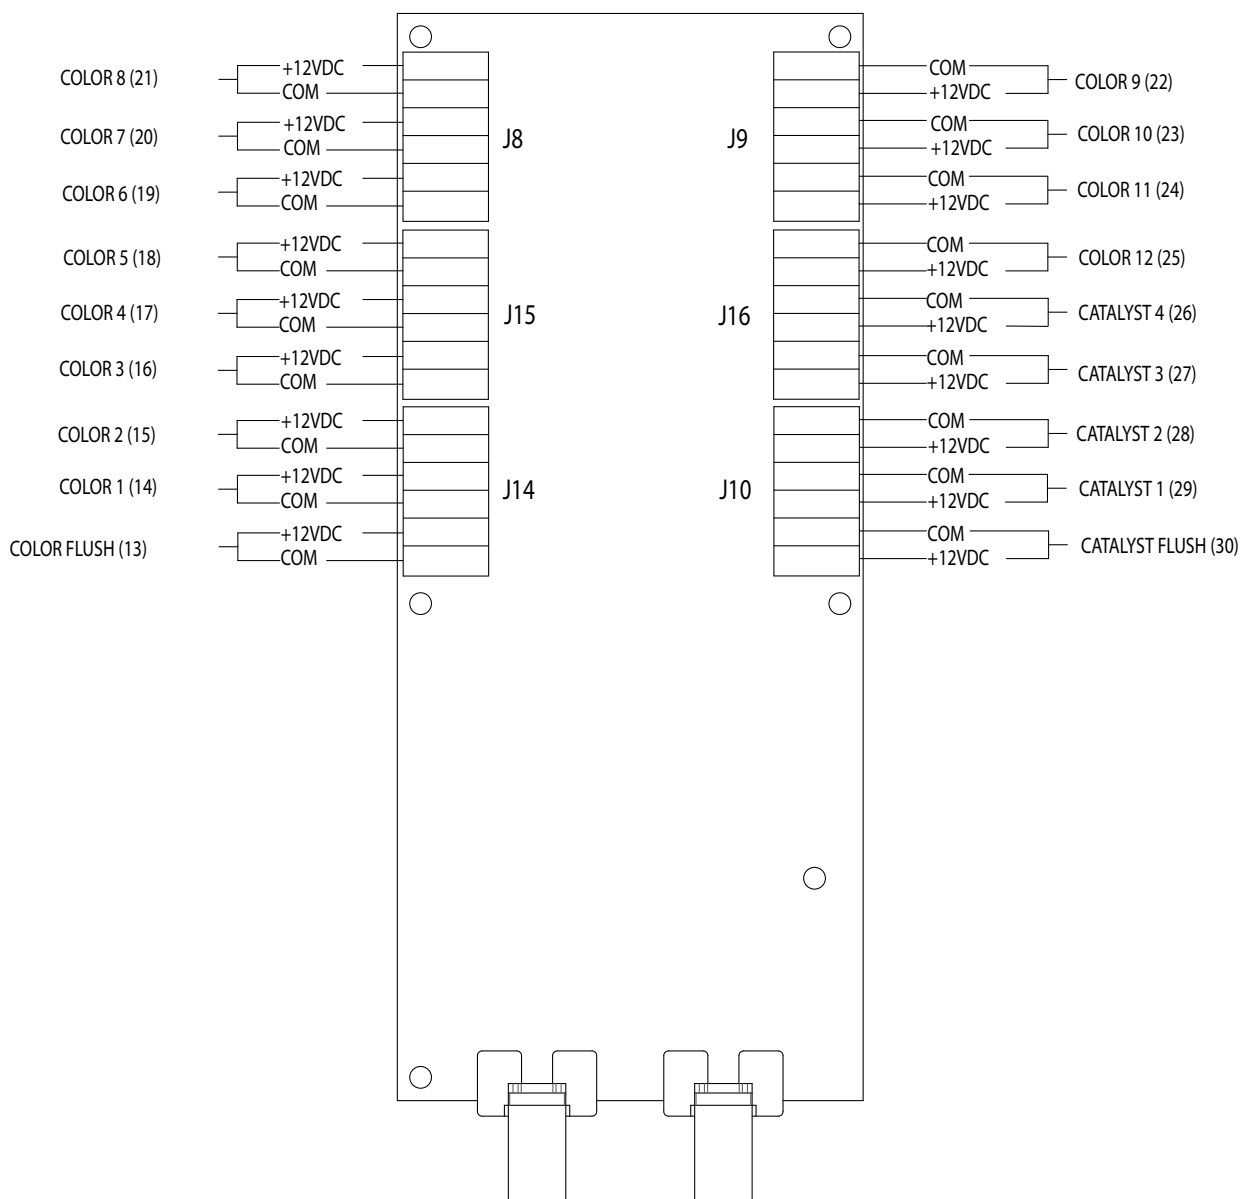 COLOR 8 (21)
+12VDC
COM
COLOR 7 (20)
+12VDC
COM
COLOR 6 (19)
+12VDC
COM
J8
COLOR 5 (18)
+12VDC
COM
COLOR 4 (17)
+12VDC
COM
COLOR 3 (16)
+12VDC
COM
J15
COLOR 2 (15)
+12VDC
COM
COLOR 1 (14)
+12VDC
COM
COLOR FLUSH (13)
+12VDC
COM
J14
J9
COM
+12VDC
COLOR 9 (22)
COM
+12VDC
COLOR 10 (23)
COM
+12VDC
COLOR 11 (24)
J16
COM
+12VDC
COLOR 12 (25)
COM
+12VDC
CATALYST 4 (26)
COM
+12VDC
CATALYST 3 (27)
J10
COM
+12VDC
CATALYST 2 (28)
COM
+12VDC
CATALYST 1 (29)
COM
+12VDC
CATALYST FLUSH (30)